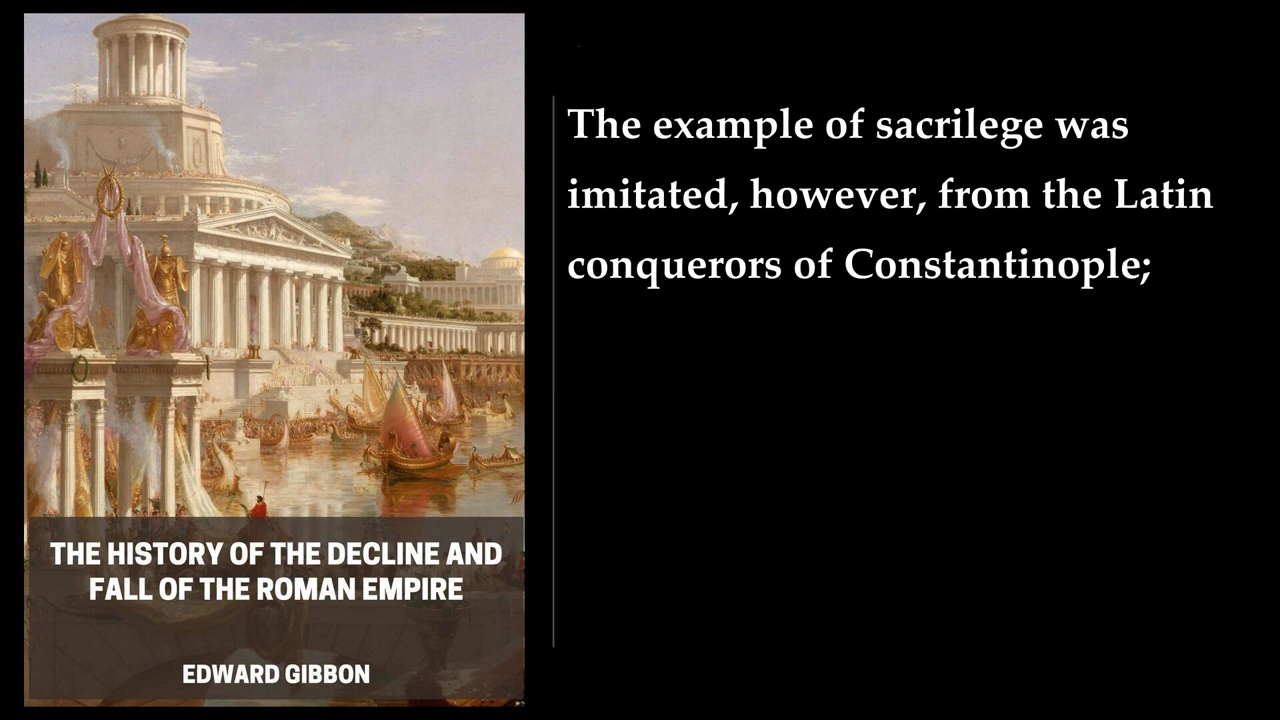 The example of sacrilege was
imitated, however, from the Latin
conquerors of Constantinople;
THE HISTORY OF THE DECLINE AND
FALL OF THE ROMAN EMPIRE
EDWARD GIBBON